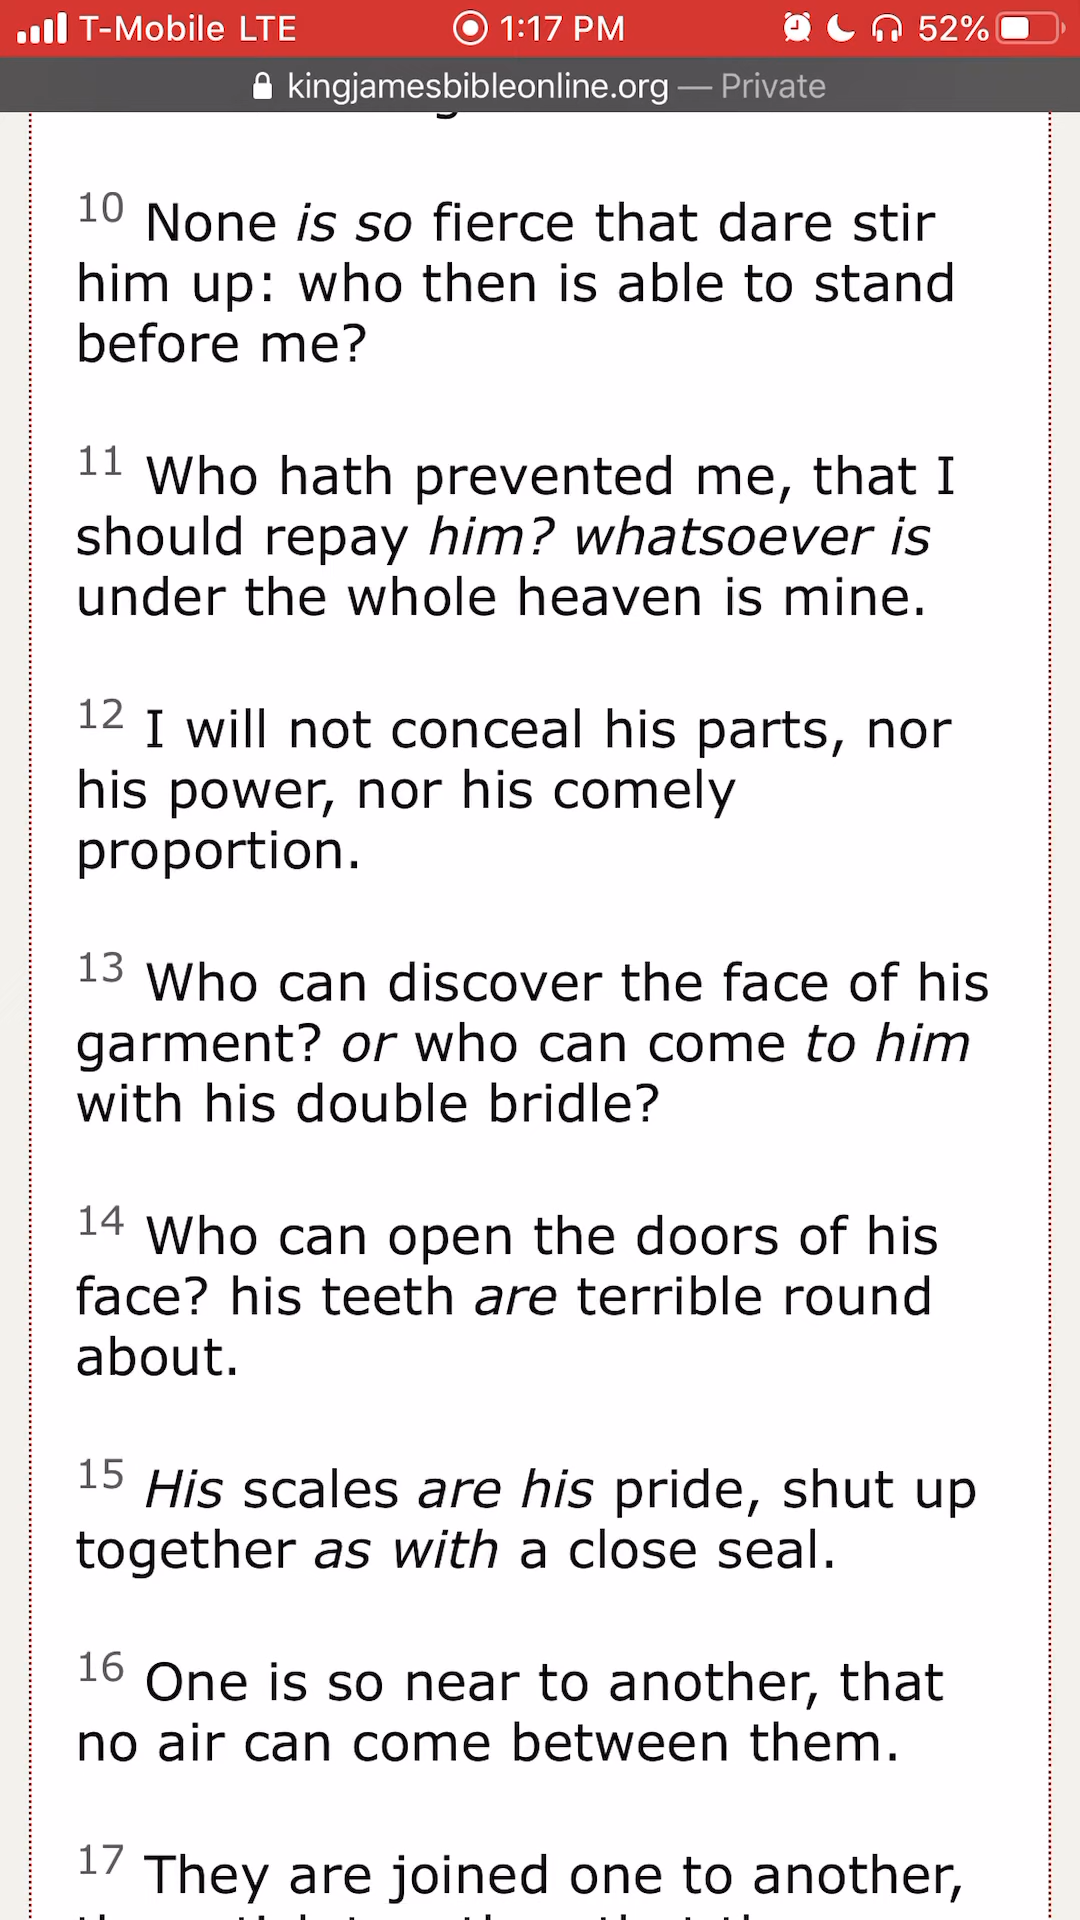 T-Mobile LTE 1:17 PM 52%
kingjamesbibleonline.org — Private
10 None is so fierce that dare stir
him up: who then is able to stand
before me?
11 Who hath prevented me, that I
should repay him? whatsoever is
under the whole heaven is mine.
12 I will not conceal his parts, nor
his power, nor his comely
proportion.
13 Who can discover the face of his
garment? or who can come to him
with his double bridle?
14 Who can open the doors of his
face? his teeth are terrible round
about.
15 His scales are his pride, shut up
together as with a close seal.
16 One is so near to another, that
no air can come between them.
17 They are joined one to another,